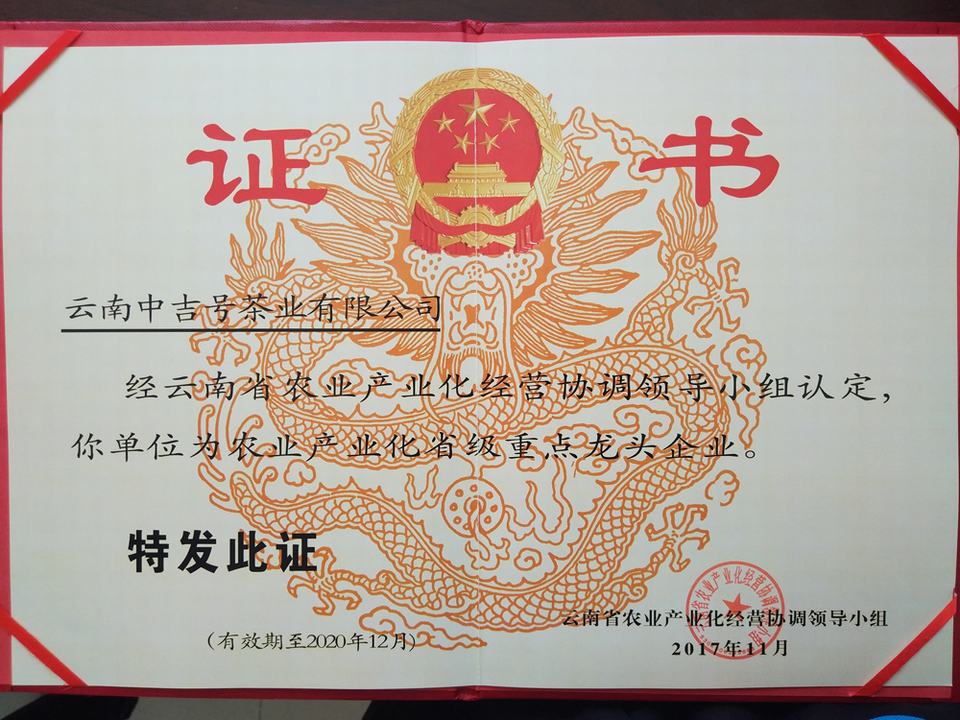 证书
云南中吉号茶业有限公司
经云南省农业产业化经营协调领导小组认定,
你单位为农业产业化省级重点龙头企业。
特发此证
云南省农业产业化经营协调领导小组
(有效期至2020年12月)
2017年11月